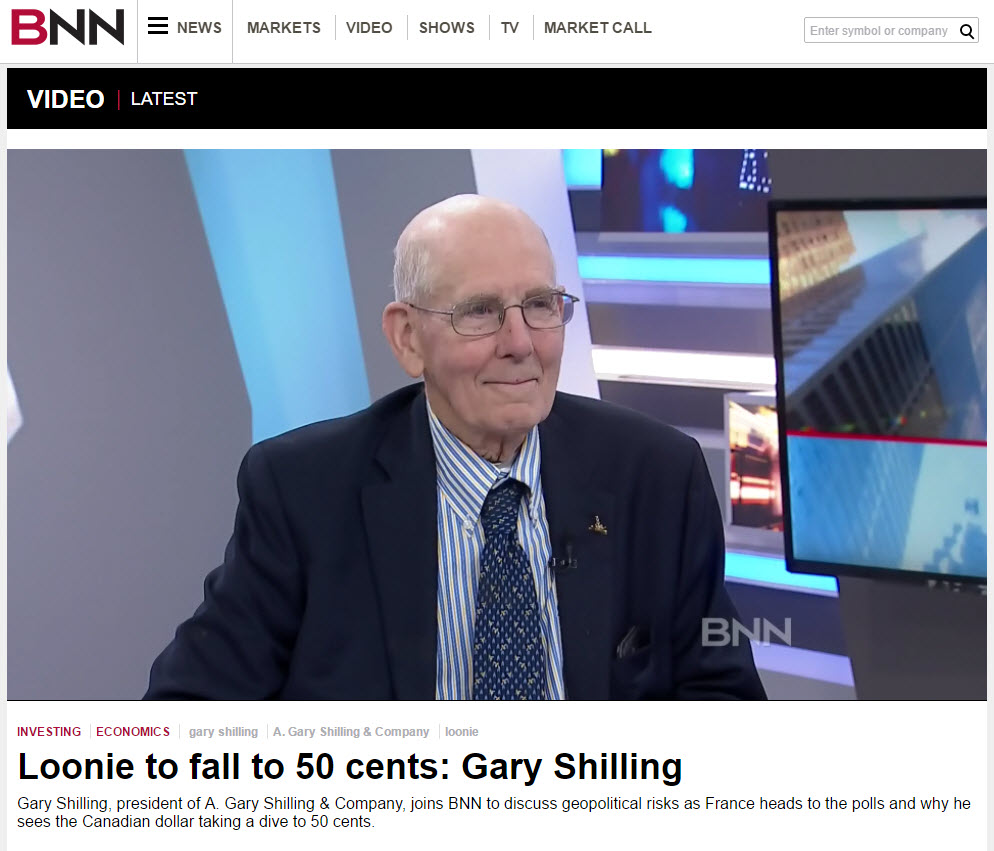 BNN NEWS MARKETS VIDEO SHOWS TV MARKET CALL Enter symbol or company
VIDEO LATEST
BNN
INVESTING ECONOMICS gary shilling A. Gary Shilling & Company loonie
Loonie to fall to 50 cents: Gary Shilling
Gary Shilling, president of A. Gary Shilling & Company, joins BNN to discuss geopolitical risks as France heads to the polls and why he
sees the Canadian dollar taking a dive to 50 cents.